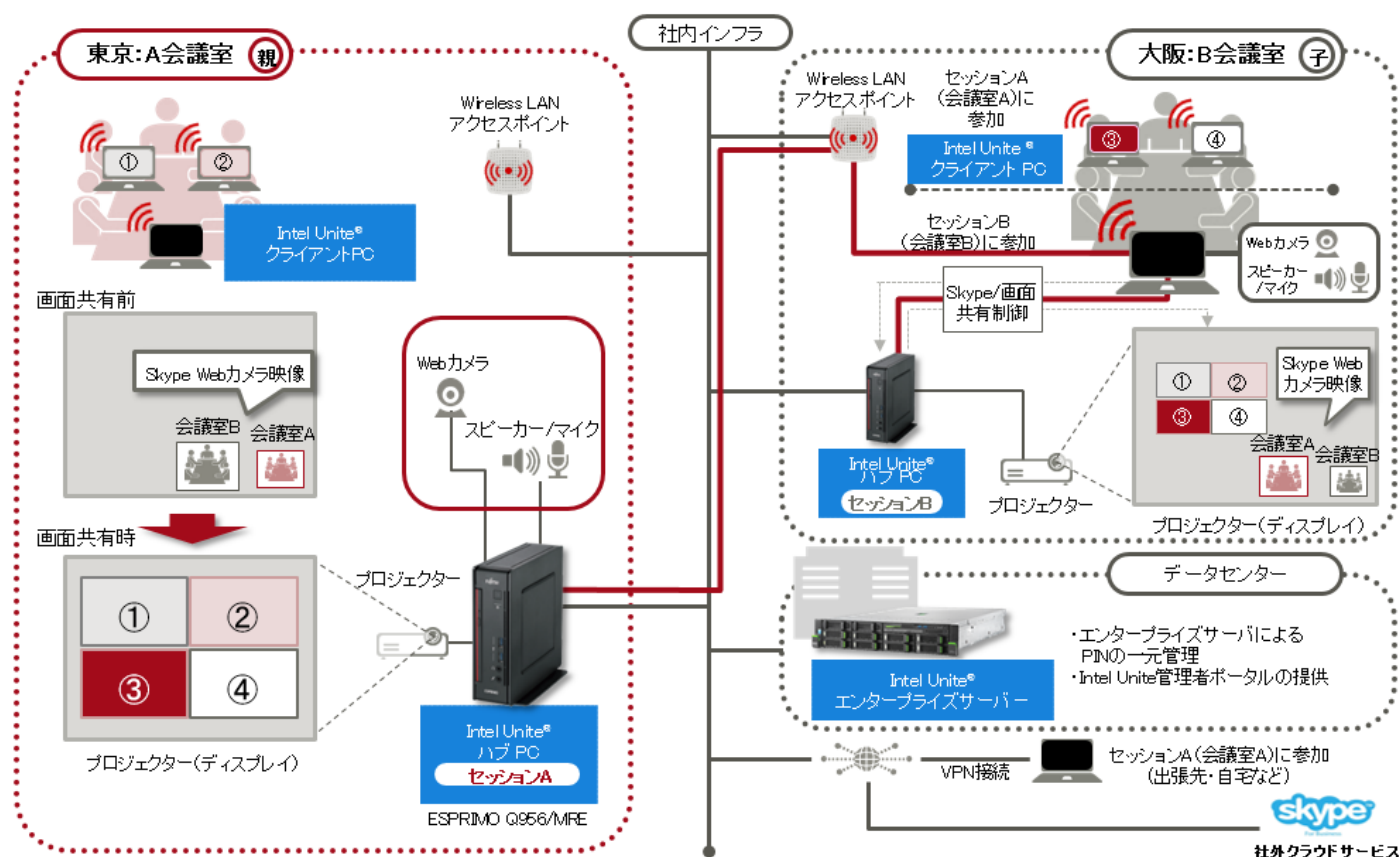 社内インフラ
東京:A会議室 親
Wireless LAN
アクセスポイント
①
②
Intel Unite®
クライアントPC
画面共有前
Skype Webカメラ映像
会議室B
会議室A
Webカメラ
スピーカー/マイク
画面共有時
①
②
③
④
プロジェクター(ディスプレイ)
プロジェクター
Intel Unite®
ハブ PC
セッションA
ESPRIMO Q956/MRE
大阪:B会議室 子
Wireless LAN
アクセスポイント
セッションA
(会議室A)に
参加
Intel Unite ®
クライアント PC
③
④
セッションB
(会議室B)に参加
Webカメラ
スピーカー
/マイク
Skype/画面
共有制御
Intel Unite®
ハブ PC
セッションB
プロジェクター
①
②
③
④
Skype Web
カメラ映像
会議室A
会議室B
プロジェクター(ディスプレイ)
データセンター
Intel Unite®
エンタープライズサーバー
・エンタープライズサーバによる
PINの一元管理
・Intel Unite管理者ポータルの提供
VPN接続
セッションA(会議室A)に参加
(出張先・自宅など)
skype
For Business
社外クラウドサービス